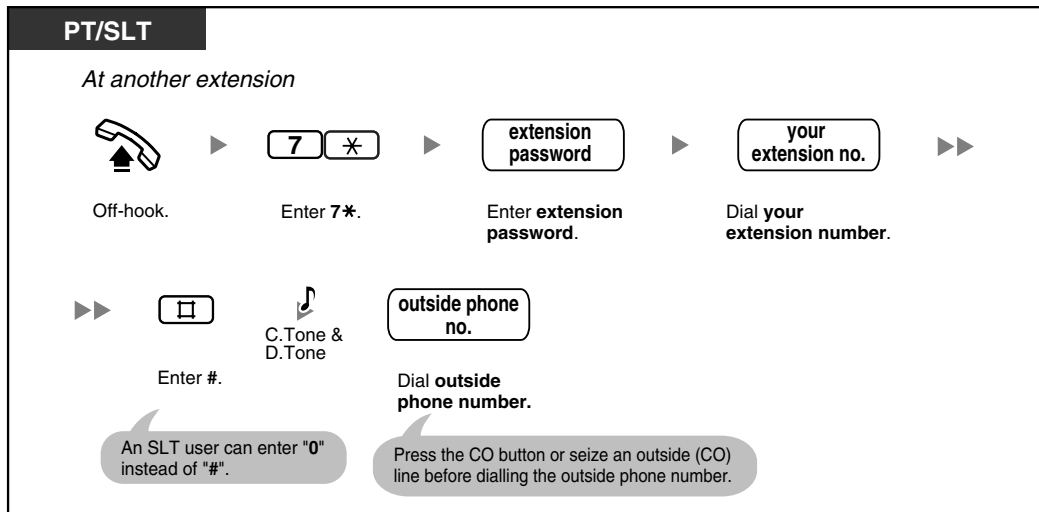 PT/SLT
At another extension
7 ✳
extension
password
your
extension no.
Off-hook.
Enter 7✳.
Enter extension
password.
Dial your
extension number.
#
C.Tone &
D.Tone
outside phone
no.
Enter #.
Dial outside
phone number.
An SLT user can enter "0"
instead of "#".
Press the CO button or seize an outside (CO)
line before dialling the outside phone number.